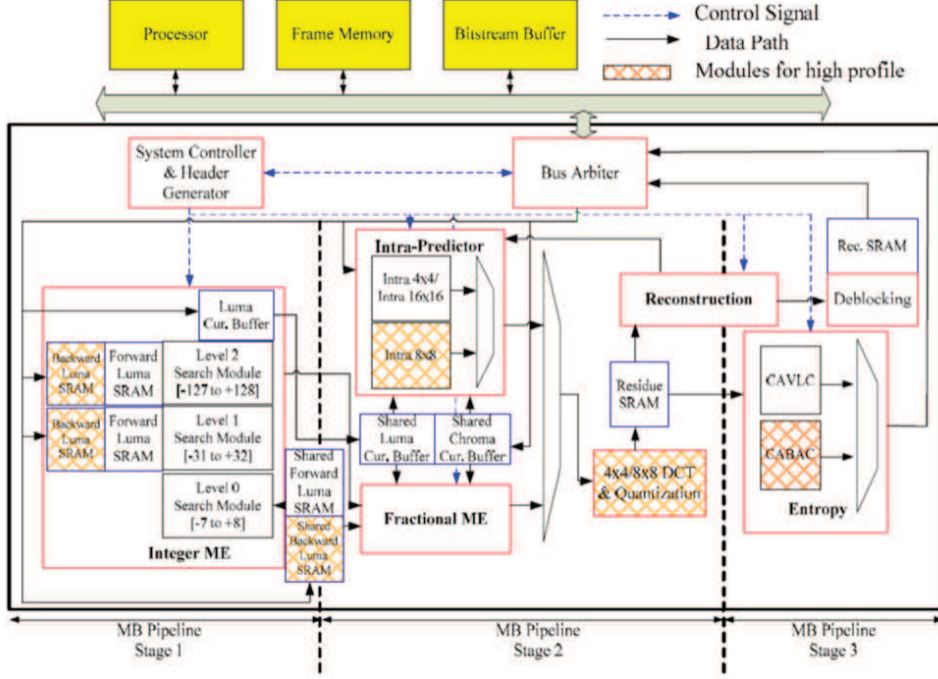 Processor
Frame Memory
Bitstream Buffer
Control Signal
Data Path
Modules for high profile
System Controller
& Header
Generator
Bus Arbiter
Intra-Predictor
Intra 4x4/
Intra 16x16
Intra 8x8
Rec. SRAM
Deblocking
Reconstruction
Luma
Cur. Buffer
Backward
Luma
SRAM
Forward
Luma
SRAM
Level 2
Search Module
[-127 to +128]
Backward
Luma
SRAM
Forward
Luma
SRAM
Level 1
Search Module
[-31 to +32]
Level 0
Search Module
[-7 to +8]
Integer ME
Shared
Forward
Luma
SRAM
Shared
Backward
Luma
SRAM
Shared
Luma
Cur. Buffer
Shared
Chroma
Cur. Buffer
Fractional ME
Residue
SRAM
4x4/8x8 DCT
& Quantization
CAVLC
CABAC
Entropy
MB Pipeline
Stage 1
MB Pipeline
Stage 2
MB Pipeline
Stage 3